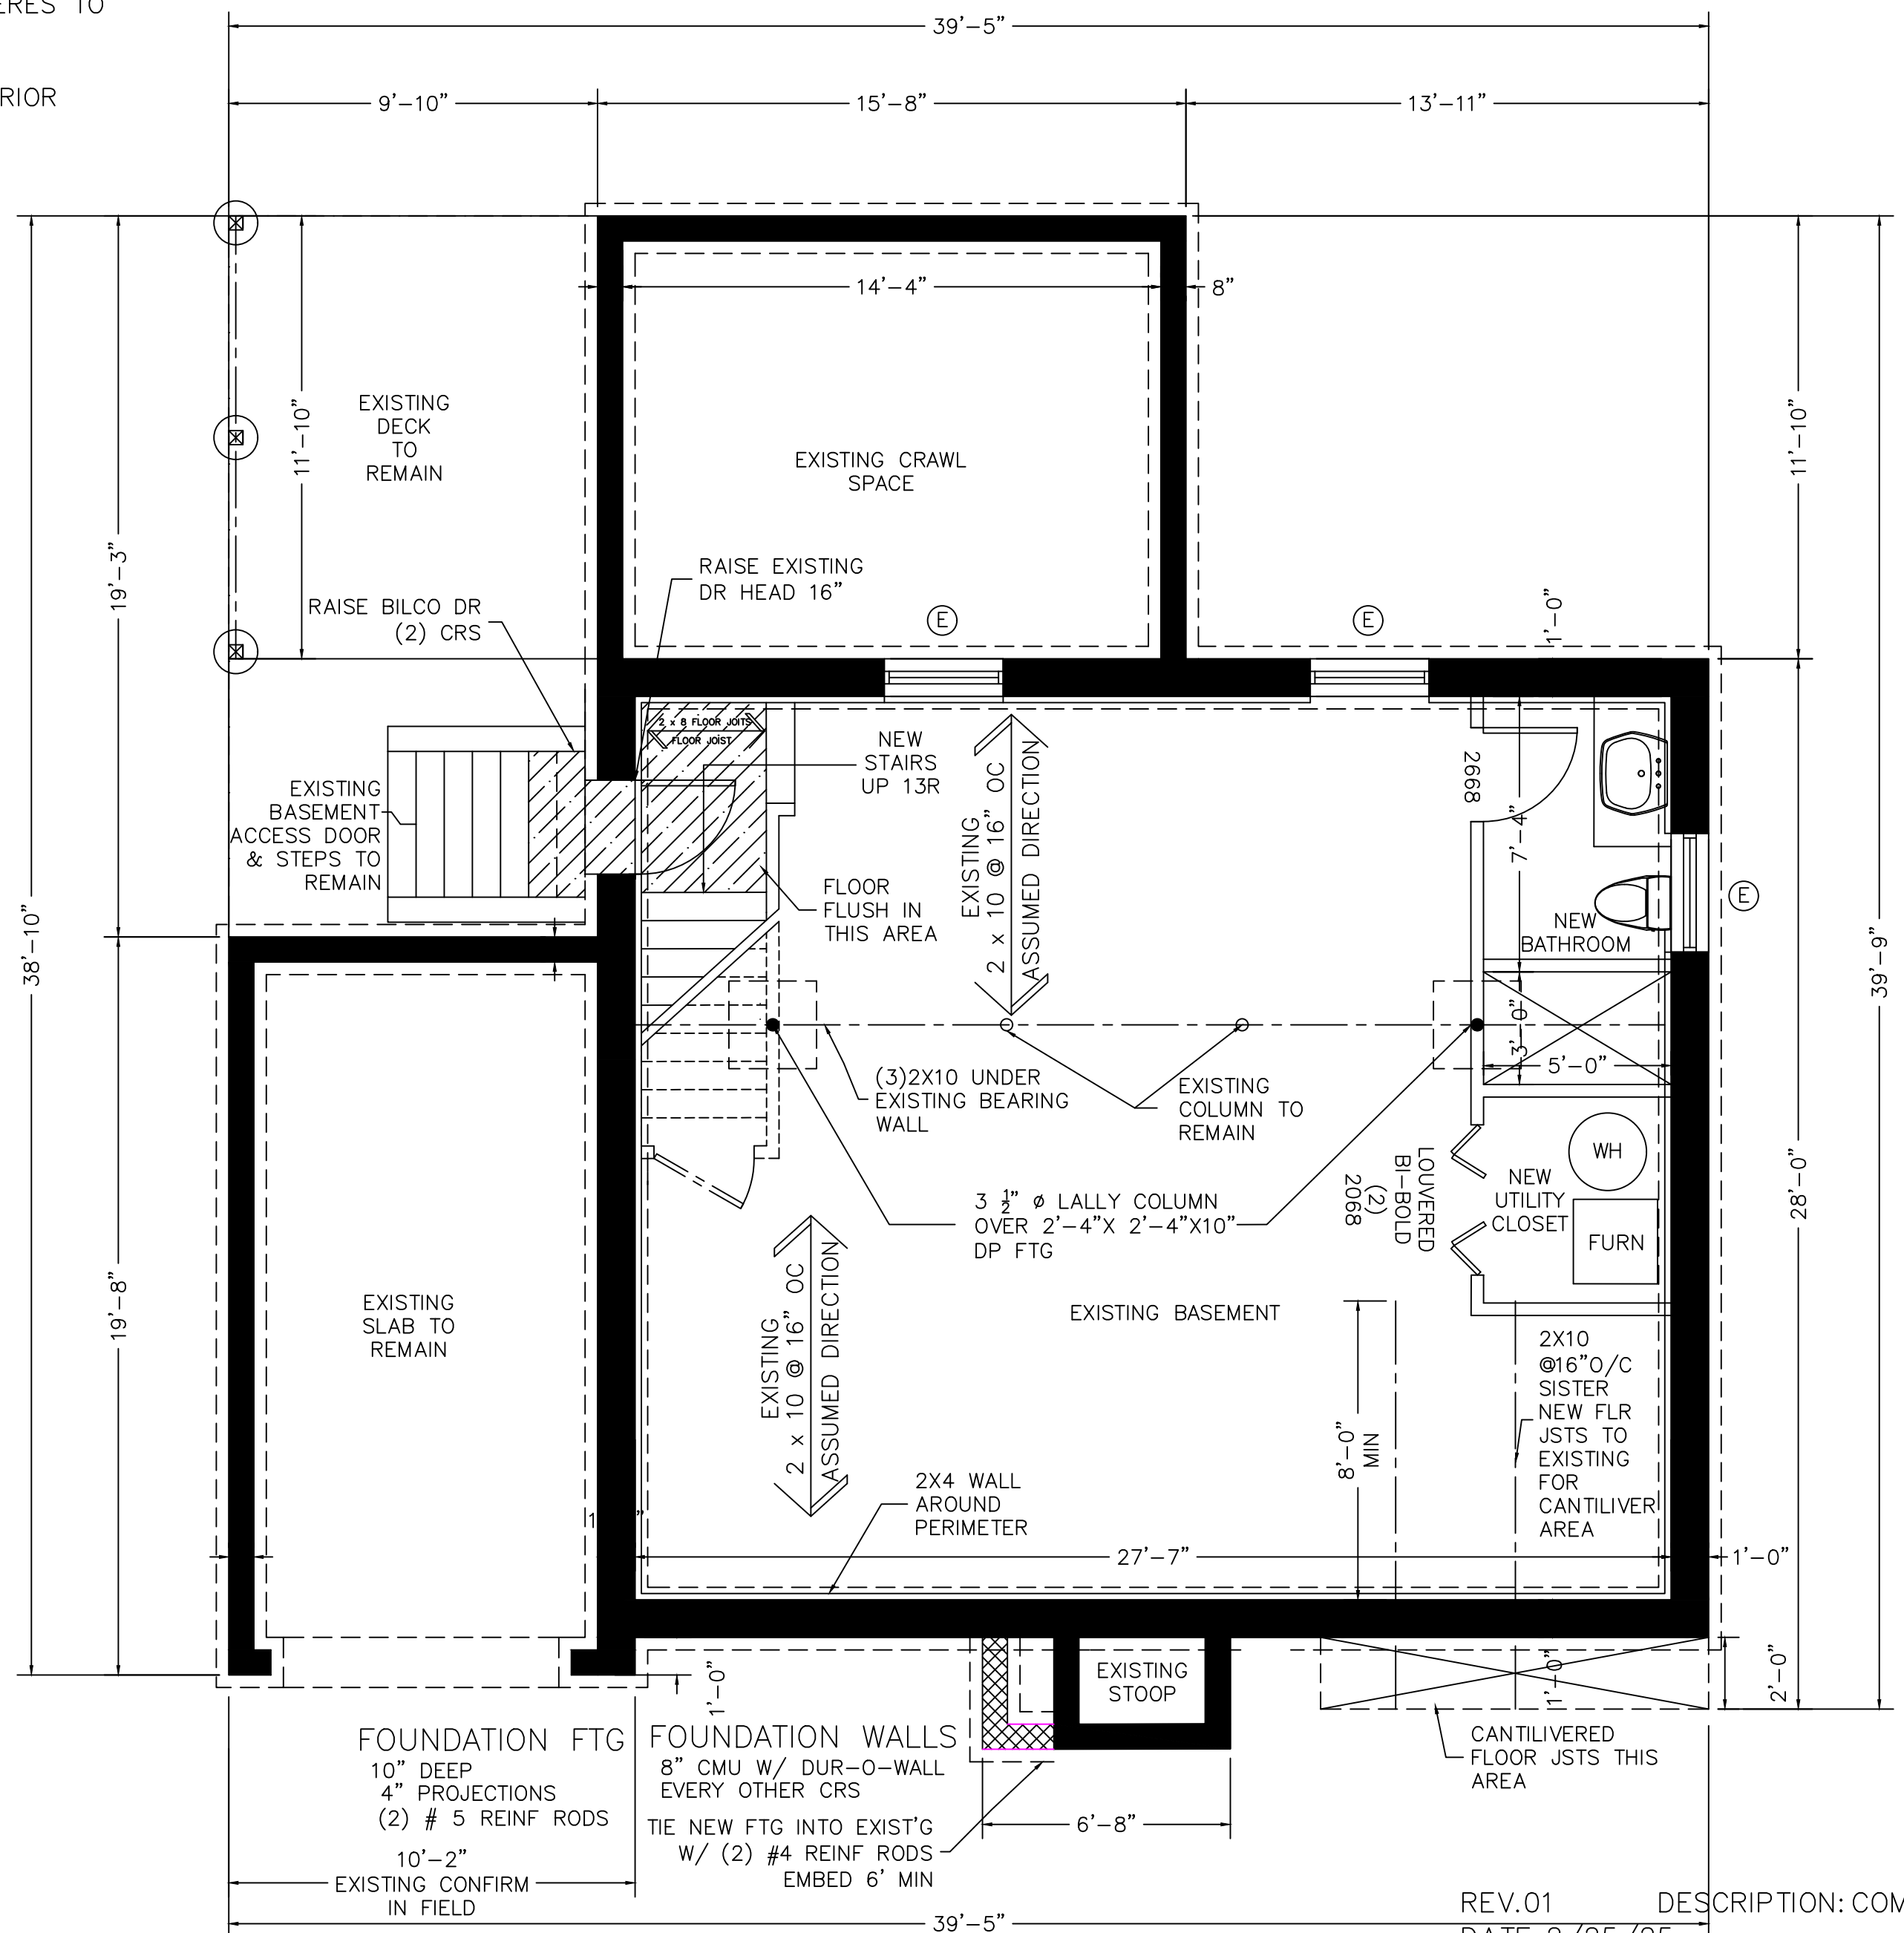 ERES TO
RIOR
39'-5"
9'-10"
15'-8"
13'-11"
14'-4"
8"
EXISTING
DECK
TO
REMAIN
11'-10"
11'-10"
EXISTING CRAWL
SPACE
19'-3"
RAISE EXISTING
DR HEAD 16"
RAISE BILCO DR
(2) CRS
E
E
1'-0"
2 x 8 FLOOR JOITS
FLOOR JOIST
NEW
STAIRS
UP 13R
EXISTING
2 x 10 @ 16" OC
ASSUMED DIRECTION
2668
7'-4"
EXISTING
BASEMENT
ACCESS DOOR
& STEPS TO
REMAIN
FLOOR
FLUSH IN
THIS AREA
E
NEW
BATHROOM
38'-10"
39'-9"
3'-0"
5'-0"
(3)2X10 UNDER
EXISTING BEARING
WALL
EXISTING
COLUMN TO
REMAIN
WH
NEW
UTILITY
CLOSET
FURN
LOUVERED
BI-BOLD
(2)
2068
28'-0"
3 ½" ø LALLY COLUMN
OVER 2'-4"X 2'-4"X10"
DP FTG
EXISTING
SLAB TO
REMAIN
19'-8"
EXISTING
2 x 10 @ 16" OC
ASSUMED DIRECTION
EXISTING BASEMENT
2X10
@16"O/C
SISTER
NEW FLR
JSTS TO
EXISTING
FOR
CANTILIVER
AREA
8'-0"
MIN
2X4 WALL
AROUND
PERIMETER
27'-7"
1'-0"
EXISTING
STOOP
1'-0"
1'-0"
2'-0"
CANTILIVERED
FLOOR JSTS THIS
AREA
FOUNDATION FTG
10" DEEP
4" PROJECTIONS
(2) # 5 REINF RODS
FOUNDATION WALLS
8" CMU W/ DUR-O-WALL
EVERY OTHER CRS
TIE NEW FTG INTO EXIST'G
W/ (2) #4 REINF RODS
EMBED 6' MIN
6'-8"
10'-2"
EXISTING CONFIRM
IN FIELD
39'-5"
REV.01 DESCRIPTION: COM